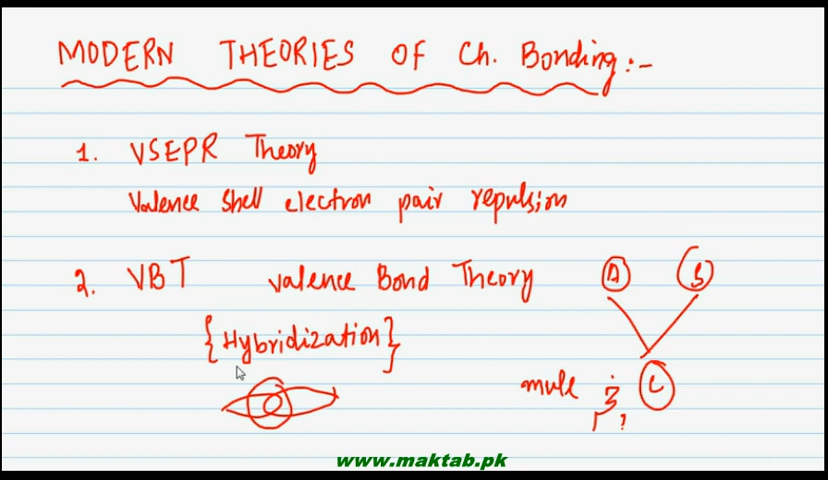 MODERN THEORIES OF Ch. Bonding:-
1. VSEPR Theory
Valence shell electron pair repulsion
2. VBT valence Bond Theory
A B
{Hybridization}
mule C
www.maktab.pk